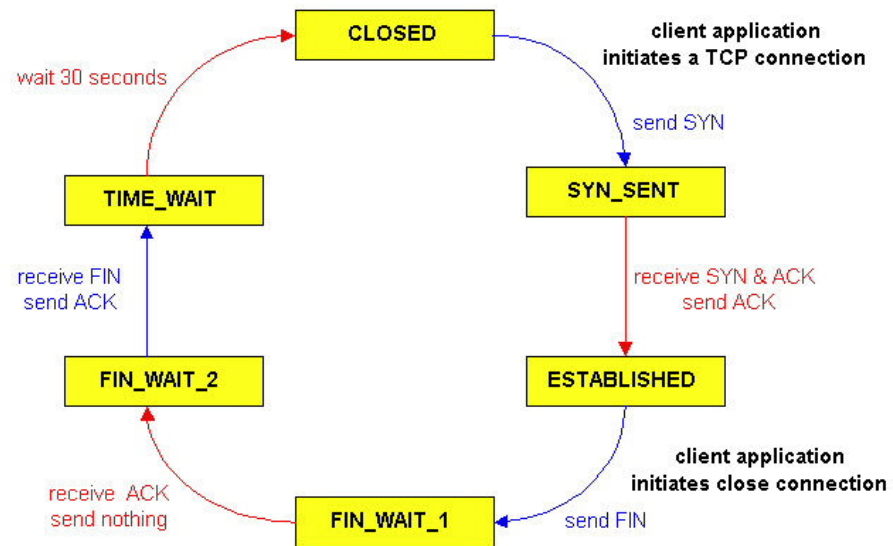 CLOSED
client application
initiates a TCP connection
wait 30 seconds
send SYN
TIME_WAIT
SYN_SENT
receive FIN
send ACK
receive SYN & ACK
send ACK
FIN_WAIT_2
ESTABLISHED
client application
initiates close connection
receive ACK
send nothing
FIN_WAIT_1
send FIN